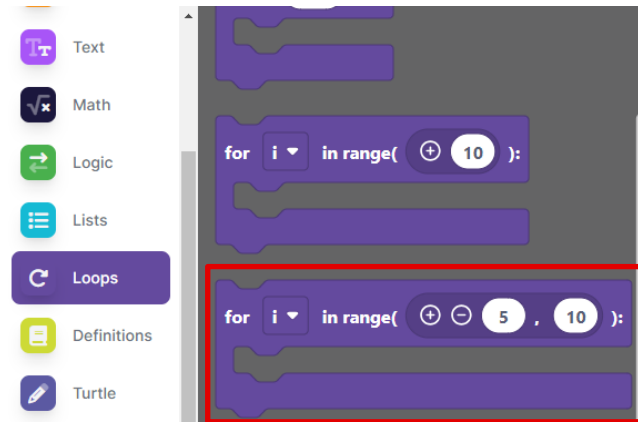 Text
Math
Logic
Lists
Loops
Definitions
Turtle
for i in range( 10 ):
for i in range( 5 , 10 ):